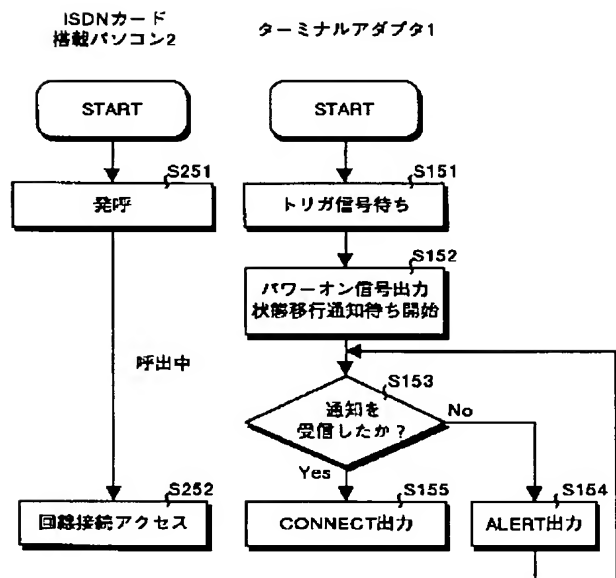 ISDNカード
搭載パソコン2
ターミナルアダプタ1
START
START
S251
発呼
S151
トリガ信号待ち
S152
パワーオン信号出力
状態移行通知待ち開始
呼出中
S153
通知を
受信したか?
No
Yes
S252
回線接続アクセス
S155
CONNECT出力
S154
ALERT出力